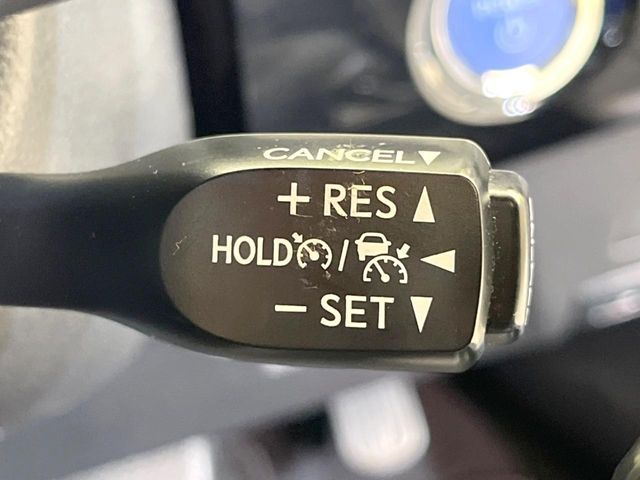 CANCEL▼
+ RES ▲
HOLD / ◀
− SET ▼